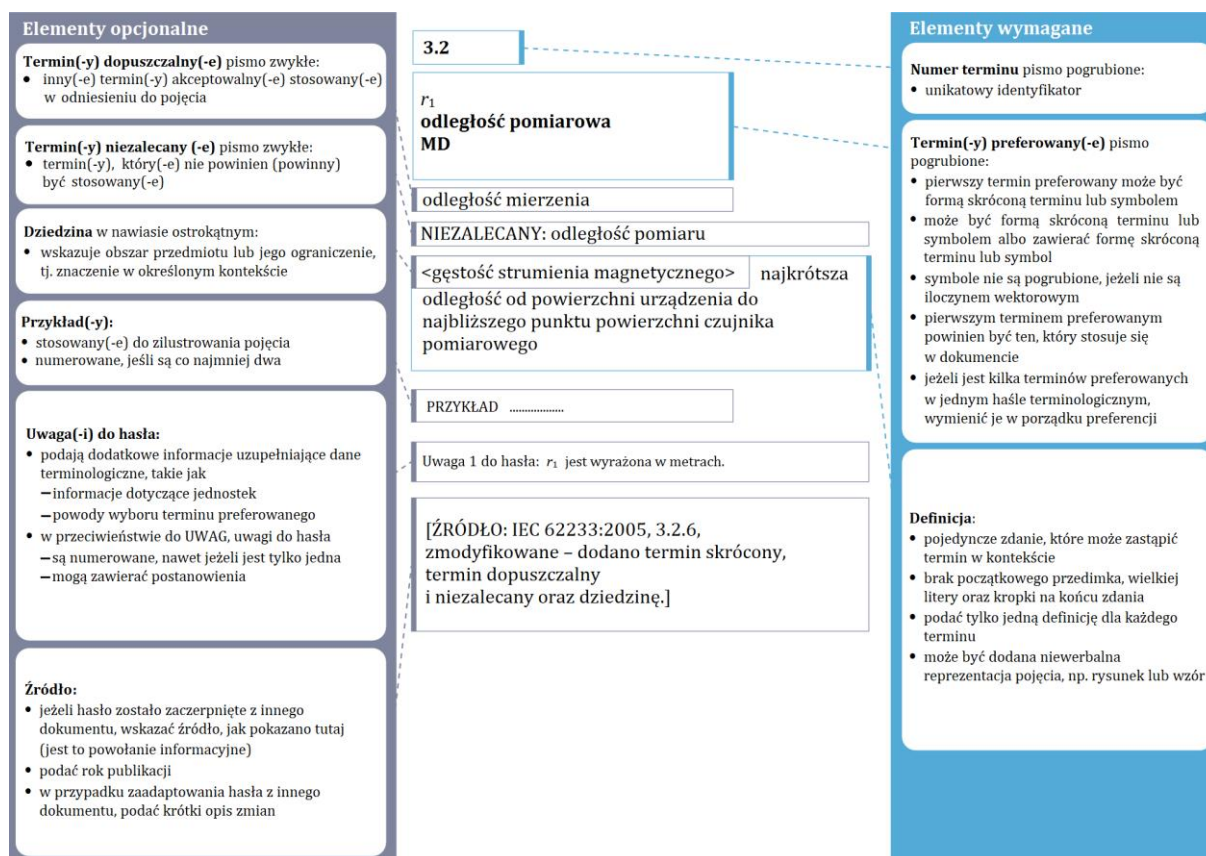 Elementy opcjonalne
Termin(-y) dopuszczalny(-e) pismo zwykłe:
• inny(-e) termin(-y) akceptowalny(-e) stosowany(-e)
w odniesieniu do pojęcia
Termin(-y) niezalecany (-e) pismo zwykłe:
• termin(-y), który(-e) nie powinien (powinny)
być stosowany(-e)
Dziedzina w nawiasie ostrokątnym:
• wskazuje obszar przedmiotu lub jego ograniczenie,
tj. znaczenie w określonym kontekście
Przykład(-y):
• stosowany(-e) do zilustrowania pojęcia
• numerowane, jeśli są co najmniej dwa
Uwaga(-i) do hasła:
• podają dodatkowe informacje uzupełniające dane
terminologiczne, takie jak
– informacje dotyczące jednostek
– powody wyboru terminu preferowanego
• w przeciwieństwie do UWAG, uwagi do hasła
– są numerowane, nawet jeżeli jest tylko jedna
– mogą zawierać postanowienia
Źródło:
• jeżeli hasło zostało zaczerpnięte z innego
dokumentu, wskazać źródło, jak pokazano tutaj
(jest to powołanie informacyjne)
• podać rok publikacji
• w przypadku zaadaptowania hasła z innego
dokumentu, podać krótki opis zmian
3.2
r₁
odległość pomiarowa
MD
odległość mierzenia
NIEZALECANY: odległość pomiaru
<gęstość strumienia magnetycznego> najkrótsza
odległość od powierzchni urządzenia do
najbliższego punktu powierzchni czujnika
pomiarowego
PRZYKŁAD ..................
Uwaga 1 do hasła: r₁ jest wyrażona w metrach.
[ŹRÓDŁO: IEC 62233:2005, 3.2.6,
zmodyfikowane – dodano termin skrócony,
termin dopuszczalny
i niezalecany oraz dziedzinę.]
Elementy wymagane
Numer terminu pismo pogrubione:
• unikatowy identyfikator
Termin(-y) preferowany(-e) pismo
pogrubione:
• pierwszy termin preferowany może być
formą skróconą terminu lub symbolem
• może być formą skróconą terminu lub
symbolem albo zawierać formę skróconą
terminu lub symbol
• symbole nie są pogrubione, jeżeli nie są
iloczynem wektorowym
• pierwszym terminem preferowanym
powinien być ten, który stosuje się
w dokumencie
• jeżeli jest kilka terminów preferowanych
w jednym haśle terminologicznym,
wymienić je w porządku preferencji
Definicja:
• pojedyncze zdanie, które może zastąpić
termin w kontekście
• brak początkowego przedimka, wielkiej
litery oraz kropki na końcu zdania
• podać tylko jedną definicję dla każdego
terminu
• może być dodana niewerbalna
reprezentacja pojęcia, np. rysunek lub wzór